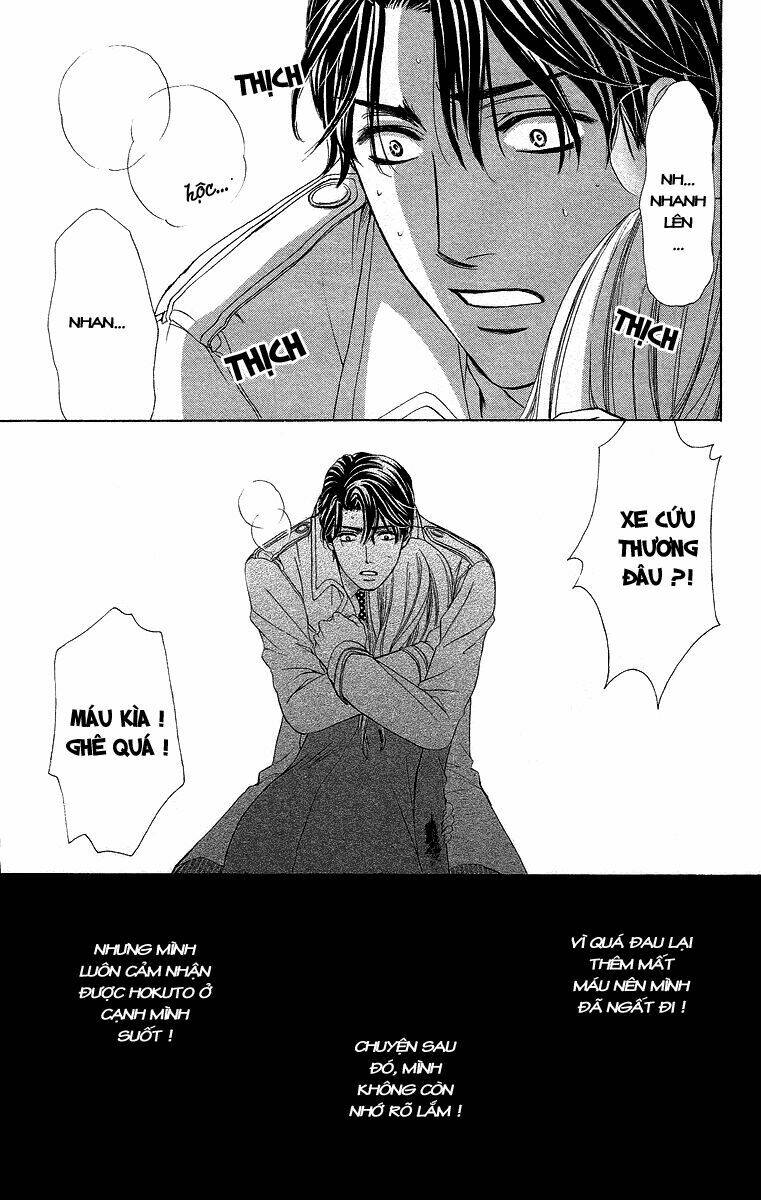 NH...
NHANH
LÊN
...
THỊCH
hộc...
NHAN...
THỊCH
THỊCH
XE CỨU
THƯƠNG
ĐÂU ?!
MÁU KÌA !
GHÊ QUÁ !
VÌ QUÁ ĐAU LẠI
THÊM MẤT
MÁU NÊN MÌNH
ĐÃ NGẤT ĐI !
CHUYỆN SAU
ĐÓ, MÌNH
KHÔNG CÒN
NHỚ RÕ LẮM !
NHƯNG MÌNH
LUÔN CẢM NHẬN
ĐƯỢC HOKUTO Ở
CẠNH MÌNH
SUỐT !